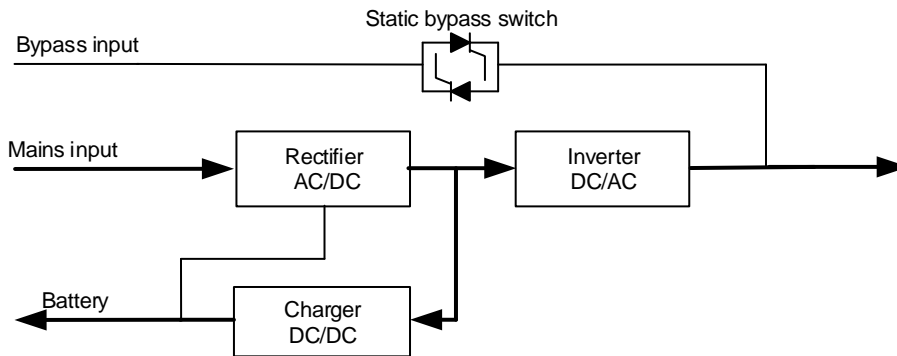 Static bypass switch
Bypass input
Mains input
Rectifier
AC/DC
Inverter
DC/AC
Battery
Charger
DC/DC